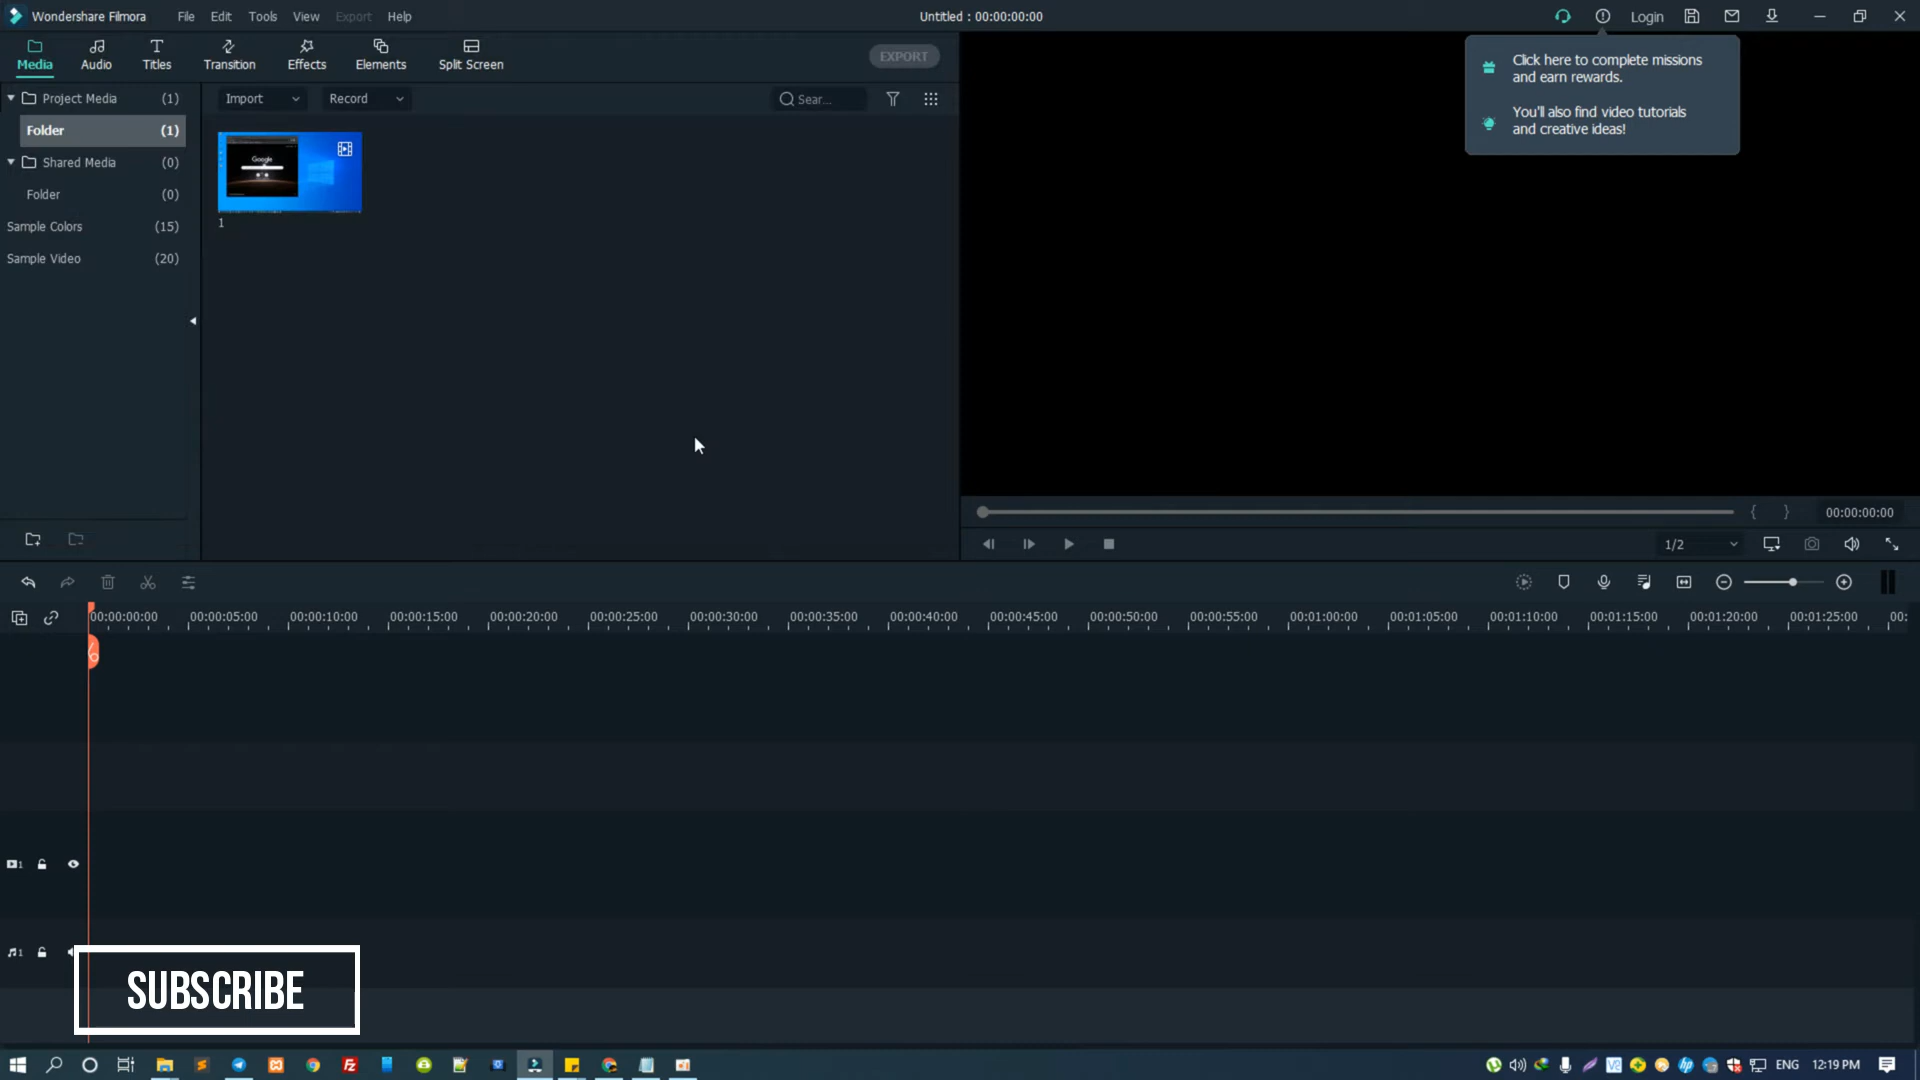 Wondershare Filmora File Edit Tools View Export Help Untitled : 00:00:00:00 Login
Media Audio Titles Transition Effects Elements Split Screen EXPORT
Click here to complete missions
and earn rewards.
You'll also find video tutorials
and creative ideas!
Project Media (1)
Folder (1)
Shared Media (0)
Folder (0)
Sample Colors (15)
Sample Video (20)
Import Record Sear...
Google
1
{ } 00:00:00:00
1/2
00:00:00:00 00:00:05:00 00:00:10:00 00:00:15:00 00:00:20:00 00:00:25:00 00:00:30:00 00:00:35:00 00:00:40:00 00:00:45:00 00:00:50:00 00:00:55:00 00:01:00:00 00:01:05:00 00:01:10:00 00:01:15:00 00:01:20:00 00:01:25:00 00:
1
1
SUBSCRIBE
ENG 12:19 PM